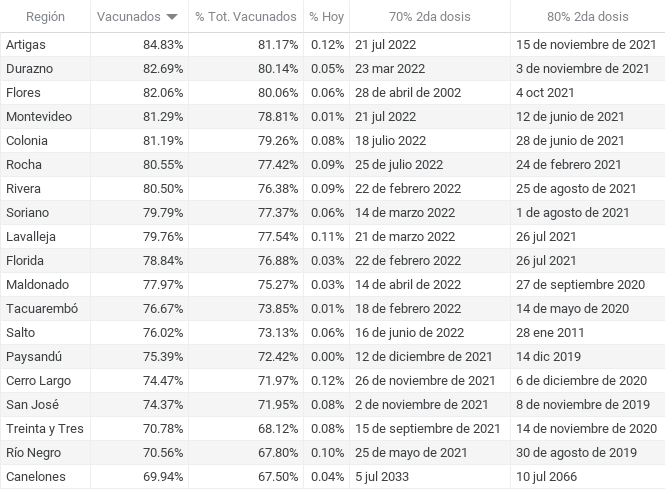 Región Vacunados % Tot. Vacunados % Hoy 70% 2da dosis 80% 2da dosis
Artigas 84.83% 81.17% 0.12% 21 jul 2022 15 de noviembre de 2021
Durazno 82.69% 80.14% 0.05% 23 mar 2022 3 de noviembre de 2021
Flores 82.06% 80.06% 0.06% 28 de abril de 2002 4 oct 2021
Montevideo 81.29% 78.81% 0.01% 21 jul 2022 12 de junio de 2021
Colonia 81.19% 79.26% 0.08% 18 julio 2022 28 de junio de 2021
Rocha 80.55% 77.42% 0.09% 25 de julio 2022 24 de febrero 2021
Rivera 80.50% 76.38% 0.09% 22 de febrero 2022 25 de agosto de 2021
Soriano 79.79% 77.37% 0.06% 14 de marzo 2022 1 de agosto de 2021
Lavalleja 79.76% 77.54% 0.11% 21 de marzo 2022 26 jul 2021
Florida 78.84% 76.88% 0.03% 22 de febrero 2022 26 jul 2021
Maldonado 77.97% 75.27% 0.03% 14 de abril 2022 27 de septiembre 2020
Tacuarembó 76.67% 73.85% 0.01% 18 de febrero 2022 14 de mayo de 2020
Salto 76.02% 73.13% 0.06% 16 de junio de 2022 28 ene 2011
Paysandú 75.39% 72.42% 0.00% 12 de diciembre de 2021 14 dic 2019
Cerro Largo 74.47% 71.97% 0.12% 26 de noviembre de 2021 6 de diciembre de 2020
San José 74.37% 71.95% 0.08% 2 de noviembre de 2021 8 de noviembre de 2019
Treinta y Tres 70.78% 68.12% 0.08% 15 de septiembre de 2021 14 de noviembre de 2020
Río Negro 70.56% 67.80% 0.10% 25 de mayo de 2021 30 de agosto de 2019
Canelones 69.94% 67.50% 0.04% 5 jul 2033 10 jul 2066